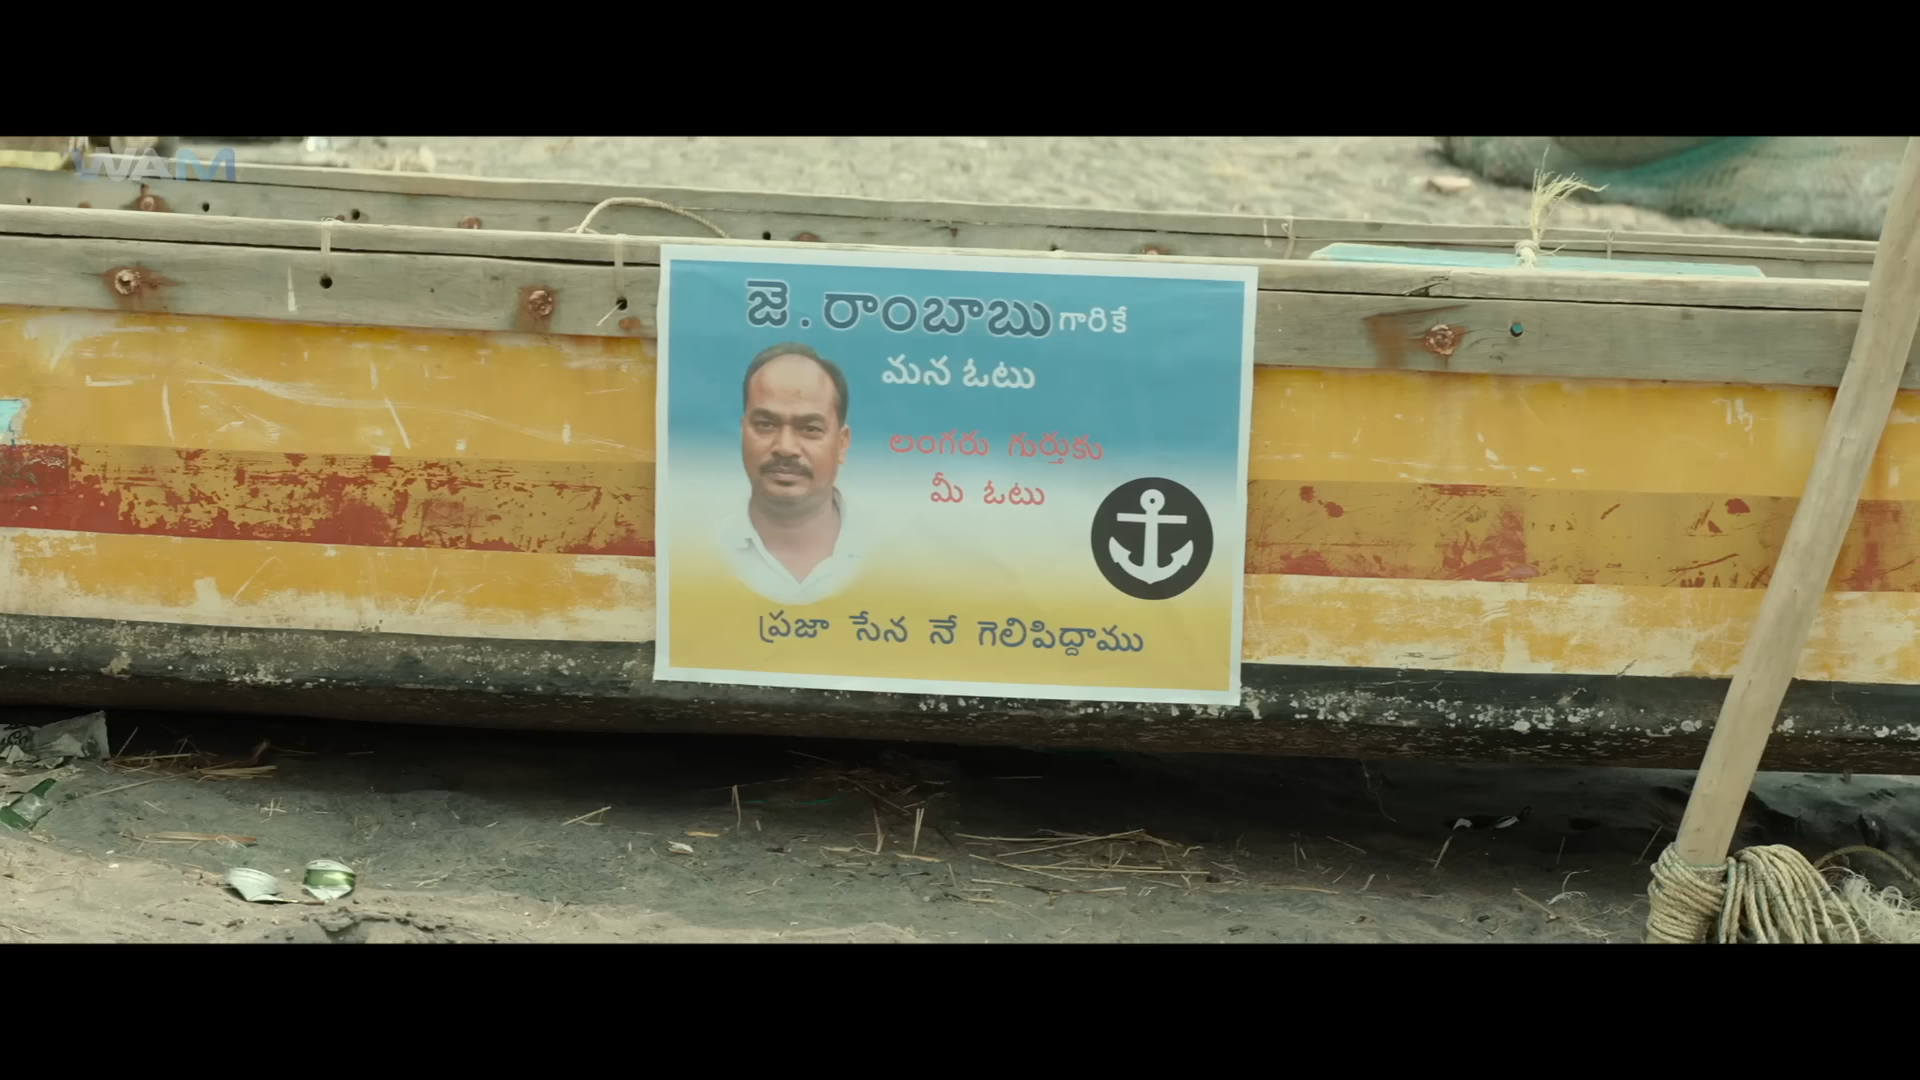 WAM
జె. రాంబాబు గారికే
మన ఓటు
లంగరు గుర్తుకు
మీ ఓటు
ప్రజా సేన నే గెలిపిద్దాము